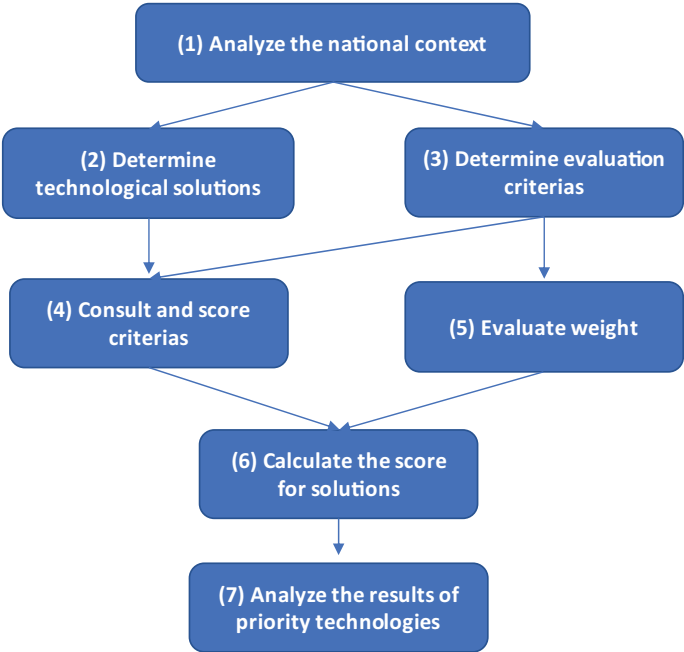 (1) Analyze the national context
(2) Determine
technological solutions
(3) Determine evaluation
criterias
(4) Consult and score
criterias
(5) Evaluate weight
(6) Calculate the score
for solutions
(7) Analyze the results of
priority technologies